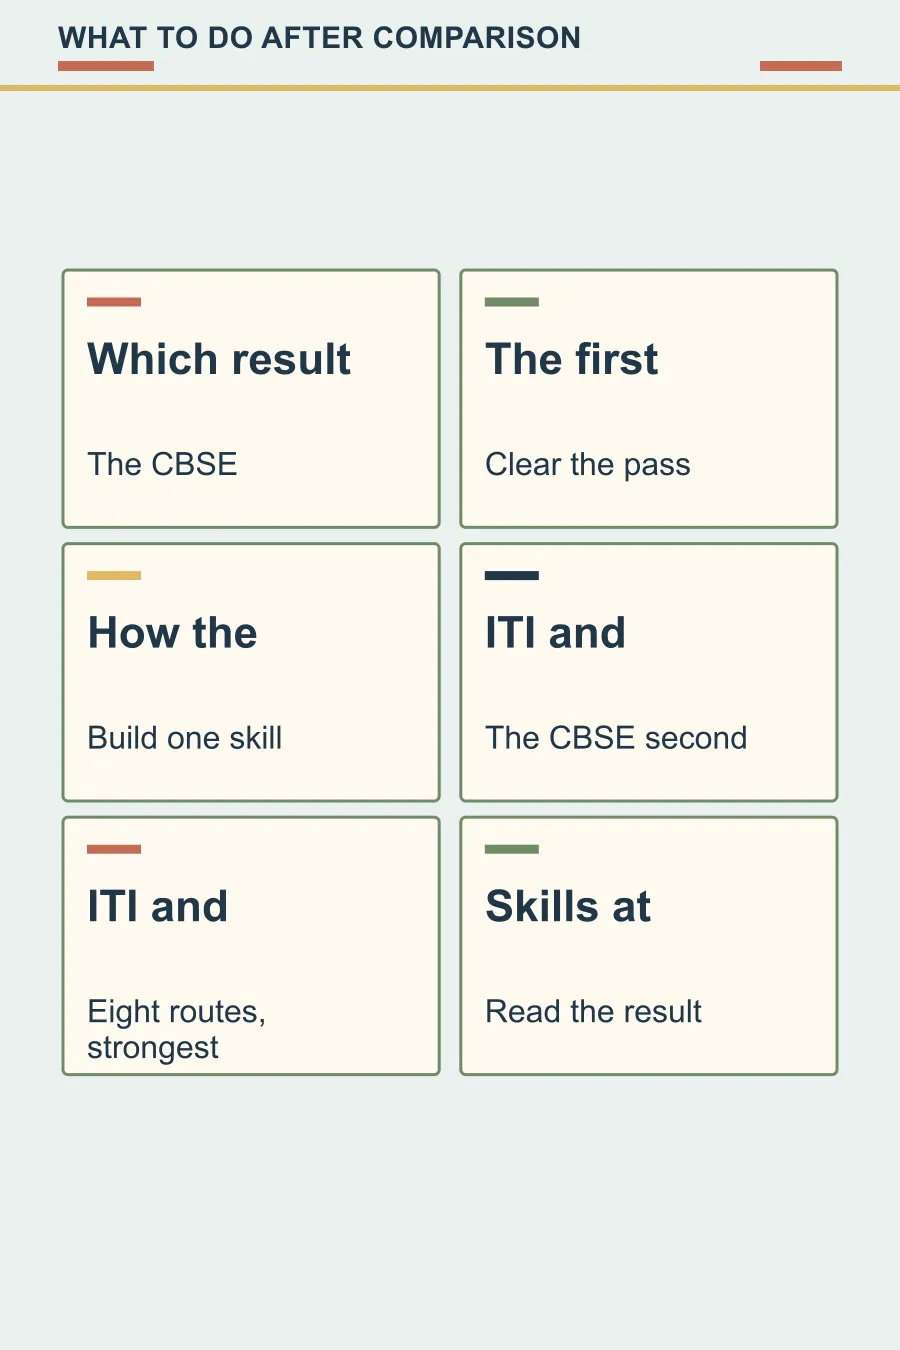 WHAT TO DO AFTER COMPARISON
Which result
The CBSE
The first
Clear the pass
How the
Build one skill
ITI and
The CBSE second
ITI and
Eight routes,
strongest
Skills at
Read the result